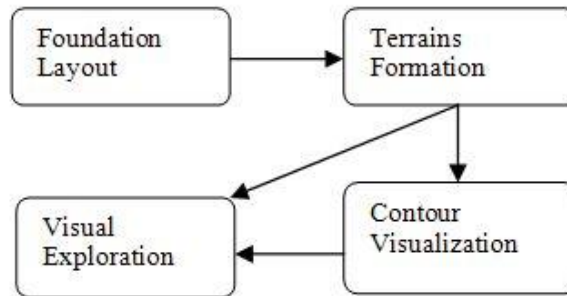 Foundation
Layout
Terrains
Formation
Visual
Exploration
Contour
Visualization